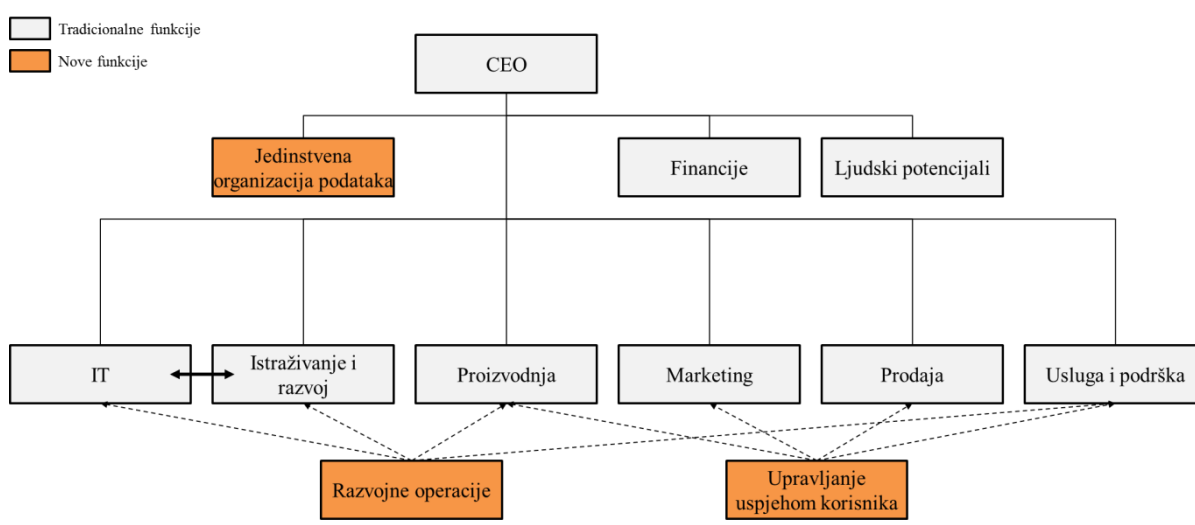 Tradicionalne funkcije
Nove funkcije
CEO
Jedinstvena
organizacija podataka
Financije
Ljudski potencijali
IT
Istraživanje i
razvoj
Proizvodnja
Marketing
Prodaja
Usluga i podrška
Razvojne operacije
Upravljanje
uspjehom korisnika